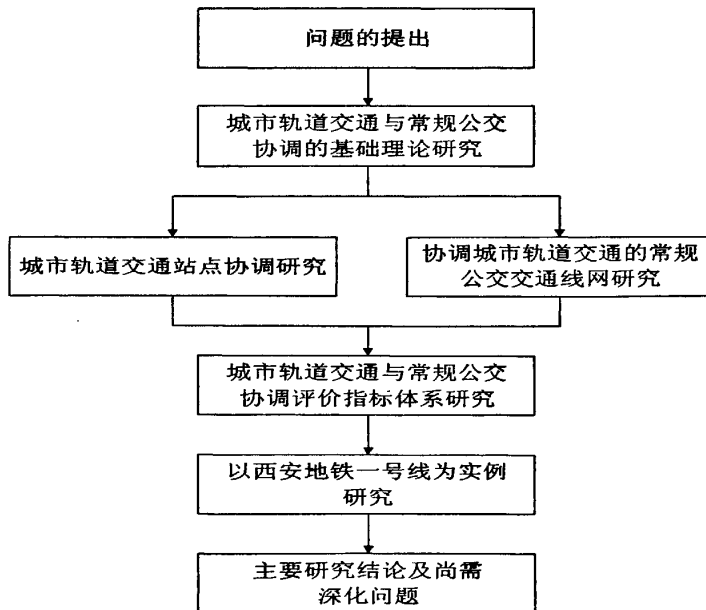 问题的提出
城市轨道交通与常规公交
协调的基础理论研究
城市轨道交通站点协调研究
协调城市轨道交通的常规
公交交通线网研究
城市轨道交通与常规公交
协调评价指标体系研究
以西安地铁一号线为实例
研究
主要研究结论及尚需
深化问题